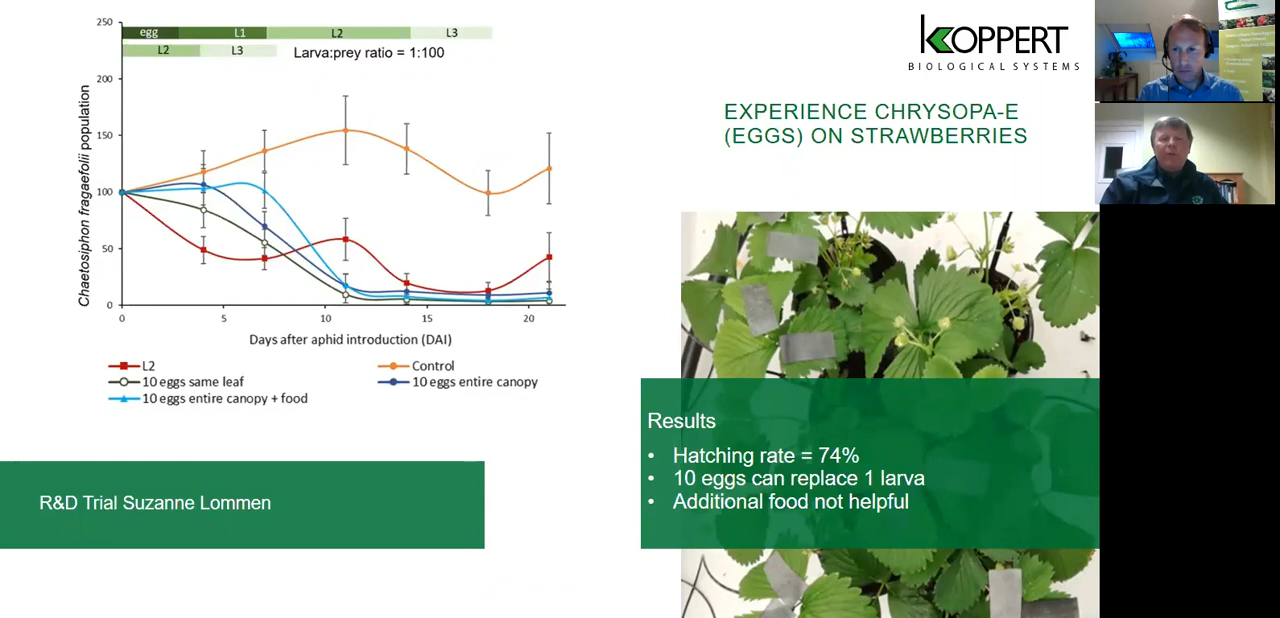 250
egg
L1
L2
L3
L2
L3
Larva:prey ratio = 1:100
200
150
100
50
0
Chaetosiphon fragaefolii population
0
5
10
15
20
Days after aphid introduction (DAI)
L2
Control
10 eggs same leaf
10 eggs entire canopy
10 eggs entire canopy + food
R&D Trial Suzanne Lommen
KOPPERT
BIOLOGICAL SYSTEMS
EXPERIENCE CHRYSOPA-E
(EGGS) ON STRAWBERRIES
Results
• Hatching rate = 74%
• 10 eggs can replace 1 larva
• Additional food not helpful